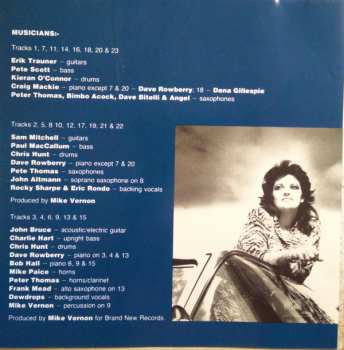 MUSICIANS:-
Tracks 1, 7, 11, 14, 16, 18, 20 & 23
Erik Trauner – guitars
Pete Scott – bass
Kieran O'Connor – drums
Craig Mackie – piano except 7 & 20 – Dave Rowberry; 18 – Dana Gillespie
Peter Thomas, Bimbo Acock, Dave Bitelli & Angel – saxophones
Tracks 2, 5, 8 10, 12, 17, 19, 21 & 22
Sam Mitchell – guitars
Paul MacCallum – bass
Chris Hunt – drums
Dave Rowberry – piano except 7 & 20
Pete Thomas – saxophones
John Altmann – soprano saxophone on 8
Rocky Sharpe & Eric Rondo – backing vocals
Produced by Mike Vernon
Tracks 3, 4, 6, 9, 13 & 15
John Bruce – acoustic/electric guitar
Charlie Hart – upright bass
Chris Hunt – drums
Dave Rowberry – piano on 3, 4 & 13
Bob Hall – piano 6, 9 & 15
Mike Paice – horns
Peter Thomas – horns/clarinet
Frank Mead – alto saxophone on 13
Dewdrops – background vocals
Mike Vernon – percussion on 9
Produced by Mike Vernon for Brand New Records.